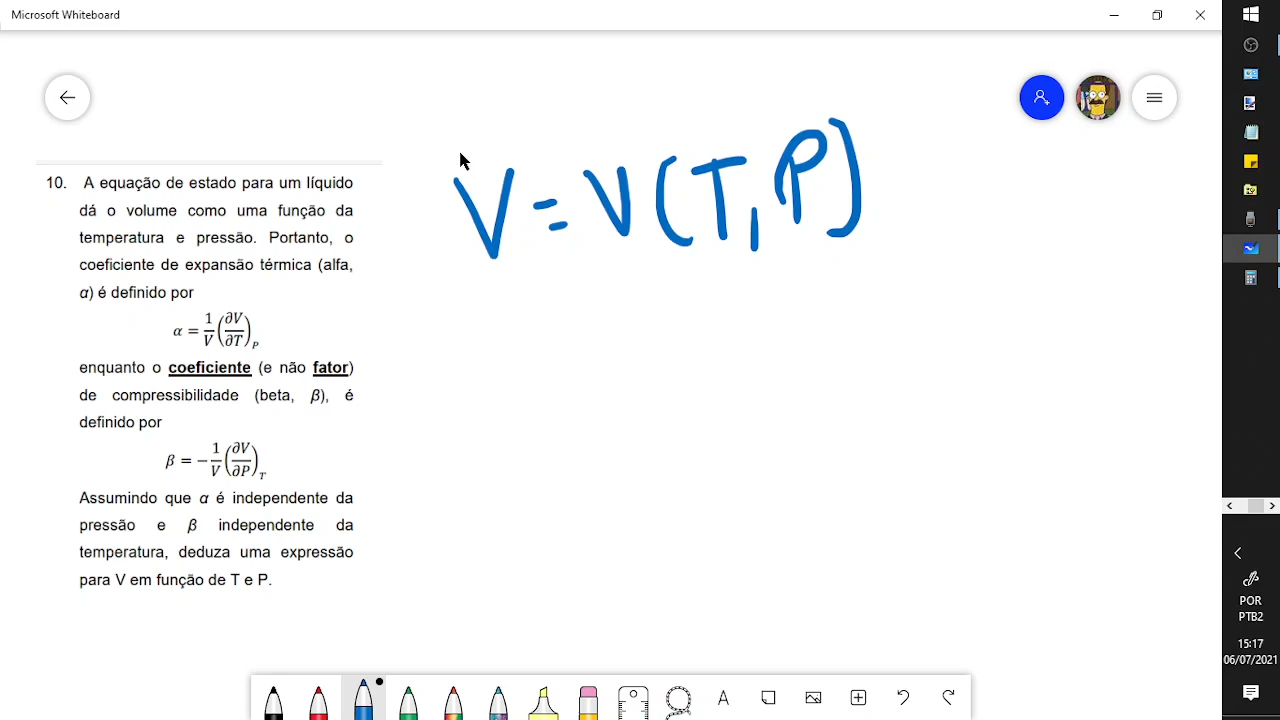 Microsoft Whiteboard
V = V(T, P)
10. A equação de estado para um líquido
dá o volume como uma função da
temperatura e pressão. Portanto, o
coeficiente de expansão térmica (alfa,
α) é definido por
α = 1/V (∂V/∂T)_P
enquanto o coeficiente (e não fator)
de compressibilidade (beta, β), é
definido por
β = − 1/V (∂V/∂P)_T
Assumindo que α é independente da
pressão e β independente da
temperatura, deduza uma expressão
para V em função de T e P.
A
POR
PTB2
15:17
06/07/2021